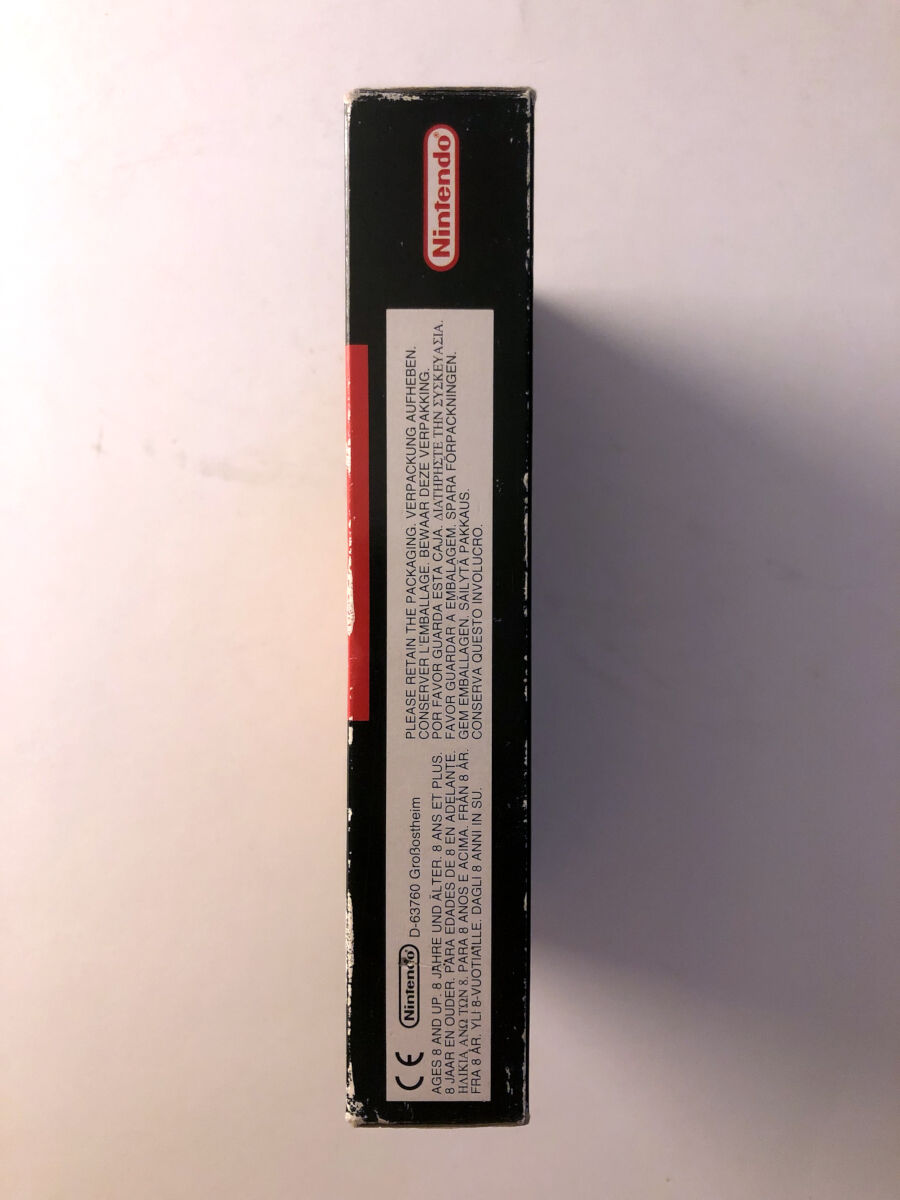 Nintendo®
PLEASE RETAIN THE PACKAGING. VERPACKUNG AUFHEBEN.
CONSERVER L'EMBALLAGE. BEWAAR DEZE VERPAKKING.
POR FAVOR GUARDA ESTA CAJA. ΔΙΑΤΗΡΗΣΤΕ ΤΗΝ ΣΥΣΚΕΥΑΣΙΑ.
FAVOR GUARDAR A EMBALAGEM. SPARA FÖRPACKNINGEN.
GEM EMBALLAGEN. SÄILYTÄ PAKKAUS.
CONSERVA QUESTO INVOLUCRO.
CE Nintendo® D-63760 Großostheim
AGES 8 AND UP. 8 JAHRE UND ÄLTER. 8 ANS ET PLUS.
8 JAAR EN OUDER. PARA EDADES DE 8 EN ADELANTE.
ΗΛΙΚΙΑ ΑΝΩ ΤΩΝ 8. PARA 8 ANOS E ACIMA. FRÅN 8 ÅR.
FRA 8 ÅR. YLI 8-VUOTIAILLE. DAGLI 8 ANNI IN SU.